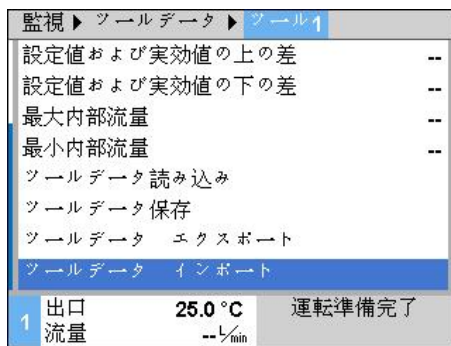 監視 ▶ ツールデータ ▶ ツール1
設定値および実効値の上の差 --
設定値および実効値の下の差 --
最大内部流量 --
最小内部流量 --
ツールデータ読み込み
ツールデータ保存
ツールデータ エクスポート
ツールデータ インポート
1 出口 25.0 °C 運転準備完了
流量 -- L/min